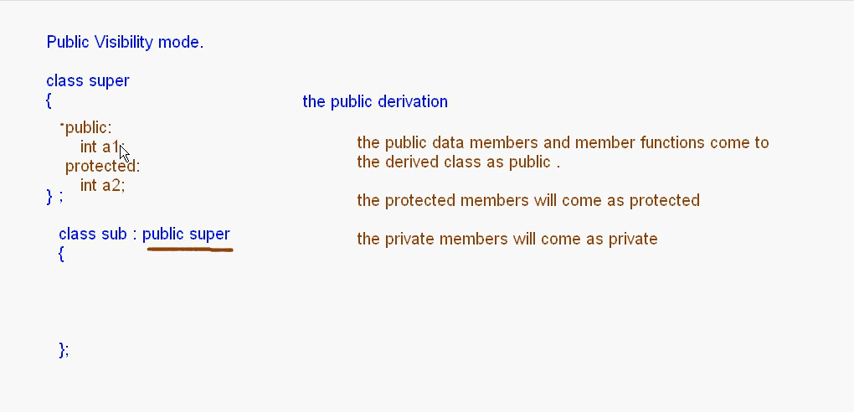 Public Visibility mode.
class super
{
public:
int a1;
protected:
int a2;
} ;
class sub : public super
{
};
the public derivation
the public data members and member functions come to
the derived class as public .
the protected members will come as protected
the private members will come as private